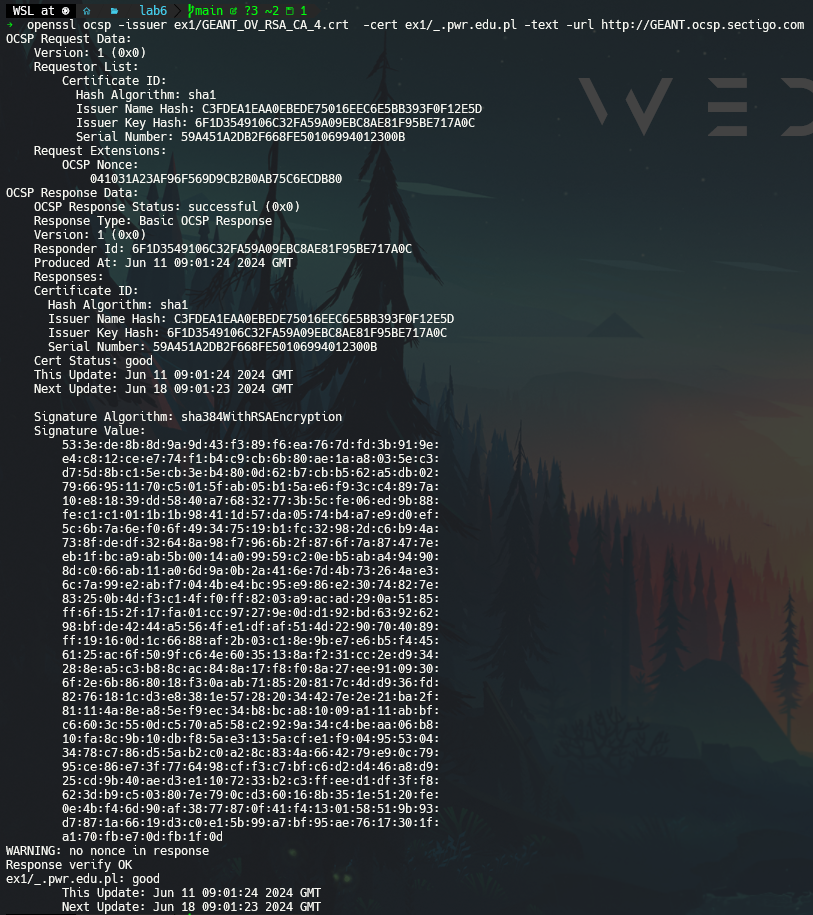 WSL at lab6 main ?3 ~2 1
openssl ocsp -issuer ex1/GEANT_OV_RSA_CA_4.crt  -cert ex1/_.pwr.edu.pl -text -url http://GEANT.ocsp.sectigo.com
OCSP Request Data:
Version: 1 (0x0)
Requestor List:
Certificate ID:
Hash Algorithm: sha1
Issuer Name Hash: C3FDEA1EAA0EBEDE75016EEC6E5BB393F0F12E5D
Issuer Key Hash: 6F1D3549106C32FA59A09EBC8AE81F95BE717A0C
Serial Number: 59A451A2DB2F668FE50106994012300B
Request Extensions:
OCSP Nonce:
041031A23AF96F569D9CB2B0AB75C6ECDB80
OCSP Response Data:
OCSP Response Status: successful (0x0)
Response Type: Basic OCSP Response
Version: 1 (0x0)
Responder Id: 6F1D3549106C32FA59A09EBC8AE81F95BE717A0C
Produced At: Jun 11 09:01:24 2024 GMT
Responses:
Certificate ID:
Hash Algorithm: sha1
Issuer Name Hash: C3FDEA1EAA0EBEDE75016EEC6E5BB393F0F12E5D
Issuer Key Hash: 6F1D3549106C32FA59A09EBC8AE81F95BE717A0C
Serial Number: 59A451A2DB2F668FE50106994012300B
Cert Status: good
This Update: Jun 11 09:01:24 2024 GMT
Next Update: Jun 18 09:01:23 2024 GMT
Signature Algorithm: sha384WithRSAEncryption
Signature Value:
53:3e:de:8b:8d:9a:9d:43:f3:89:f6:ea:76:7d:fd:3b:91:9e:
e4:c8:12:ce:e7:74:f1:b4:c9:cb:6b:80:ae:1a:a8:03:5e:c3:
d7:5d:8b:c1:5e:cb:3e:b4:80:0d:62:b7:cb:b5:62:a5:db:02:
79:66:95:11:70:c5:01:5f:ab:05:b1:5a:e6:f9:3c:c4:89:7a:
10:e8:18:39:dd:58:40:a7:68:32:77:3b:5c:fe:06:ed:9b:88:
fe:c1:c1:01:1b:1b:98:41:1d:57:da:05:74:b4:a7:e9:d0:ef:
5c:6b:7a:6e:f0:6f:49:34:75:19:b1:fc:32:98:2d:c6:b9:4a:
73:8f:de:df:32:64:8a:98:f7:96:6b:2f:87:6f:7a:87:47:7e:
eb:1f:bc:a9:ab:5b:00:14:a0:99:59:c2:0e:b5:ab:a4:94:90:
8d:c0:66:ab:11:a0:6d:9a:0b:2a:41:6e:7d:4b:73:26:4a:e3:
6c:7a:99:e2:ab:f7:04:4b:e4:bc:95:e9:86:e2:30:74:82:7e:
83:25:0b:4d:f3:c1:4f:f0:ff:82:03:a9:ac:ad:29:0a:51:85:
ff:6f:15:2f:17:fa:01:cc:97:27:9e:0d:d1:92:bd:63:92:62:
98:bf:de:42:44:a5:56:4f:e1:df:af:51:4d:22:90:70:40:89:
ff:19:16:0d:1c:66:88:af:2b:03:c1:8e:9b:e7:e6:b5:f4:45:
61:25:ac:6f:50:9f:c6:4e:60:35:13:8a:f2:31:cc:2e:d9:34:
28:8e:a5:c3:b8:8c:ac:84:8a:17:f8:f0:8a:27:ee:91:09:30:
6f:2e:6b:86:80:18:f3:0a:ab:71:85:20:81:7c:4d:d9:36:fd:
82:76:18:1c:d3:e8:38:1e:57:28:20:34:42:7e:2e:21:ba:2f:
81:11:4a:8e:a8:5e:f9:ec:34:b8:bc:a8:10:09:a1:11:ab:bf:
c6:60:3c:55:0d:c5:70:a5:58:c2:92:9a:34:c4:be:aa:06:b8:
10:fa:8c:9b:10:db:f8:5a:e3:13:5a:cf:e1:f9:04:95:53:04:
34:78:c7:86:d5:5a:b2:c0:a2:8c:83:4a:66:42:79:e9:0c:79:
95:ce:86:e7:3f:77:64:98:cf:f3:c7:bf:c6:d2:d4:46:a8:d9:
25:cd:9b:40:ae:d3:e1:10:72:33:b2:c3:ff:ee:d1:df:3f:f8:
62:3d:b9:c5:03:80:7e:79:0c:d3:60:16:8b:35:1e:51:20:fe:
0e:4b:f4:6d:90:af:38:77:87:0f:41:f4:13:01:58:51:9b:93:
d7:87:1a:66:19:d3:c0:e1:5b:99:a7:bf:95:ae:76:17:30:1f:
a1:70:fb:e7:0d:fb:1f:0d
WARNING: no nonce in response
Response verify OK
ex1/_.pwr.edu.pl: good
This Update: Jun 11 09:01:24 2024 GMT
Next Update: Jun 18 09:01:23 2024 GMT